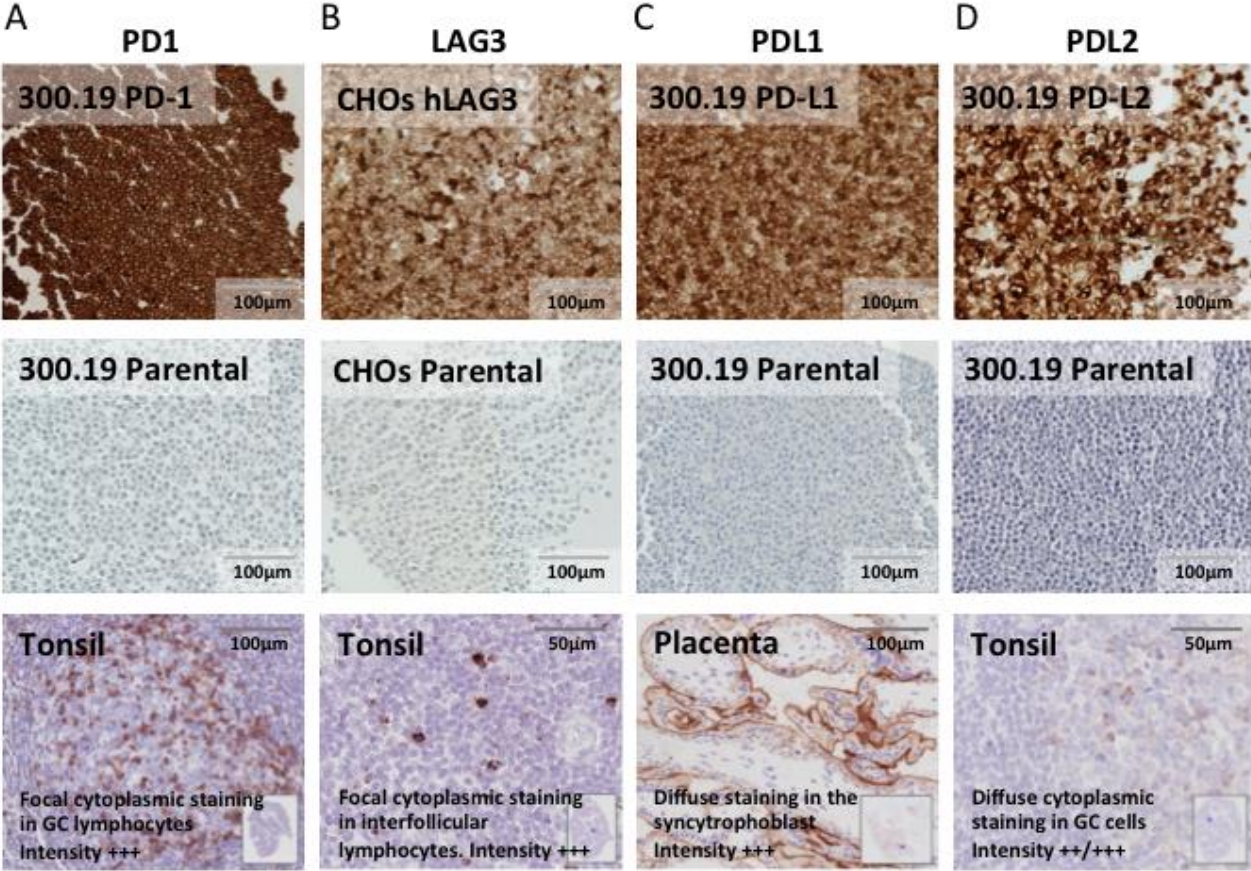 A
PD1
B
LAG3
C
PDL1
D
PDL2
300.19 PD-1
100μm
CHOs hLAG3
300.19 PD-L1
100μm
300.19 PD-L2
100μm
300.19 Parental
100μm
CHOs Parental
100μm
300.19 Parental
100μm
300.19 Parental
100μm
Tonsil
100μm
Focal cytoplasmic staining
in GC lymphocytes
Intensity +++
Tonsil
50μm
Focal cytoplasmic staining
in interfollicular
lymphocytes. Intensity +++
Placenta
100μm
Diffuse staining in the
syncytrophoblast
Intensity +++
Tonsil
50μm
Diffuse cytoplasmic
staining in GC cells
Intensity ++/+++